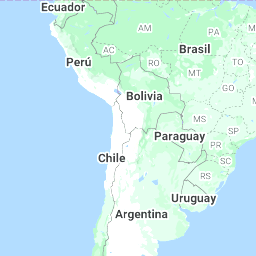 Ecuador
AM
PA
MA
Perú
AC
Brasil
RO
TO
MT
Bolivia
GO
MS
Paraguay
SP
PR
Chile
SC
RS
Uruguay
Argentina